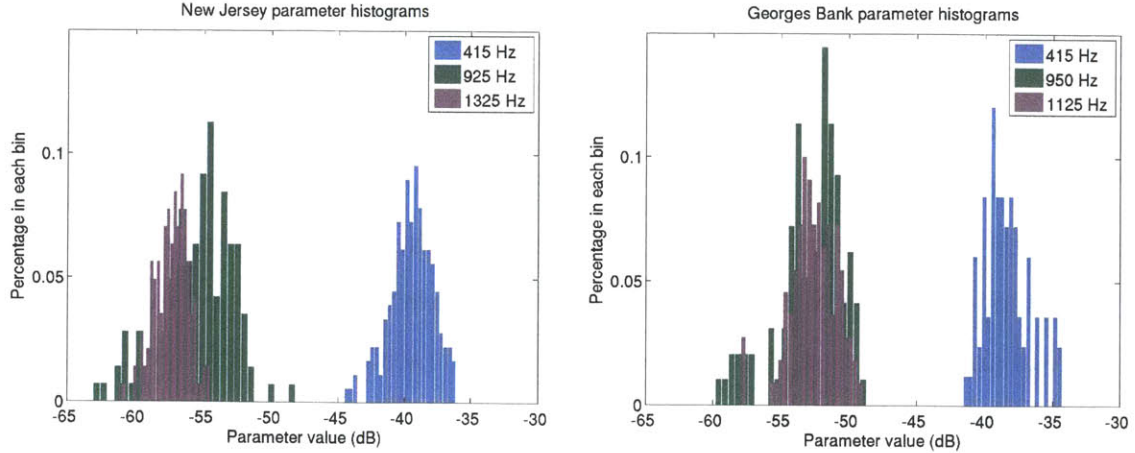 New Jersey parameter histograms
415 Hz
925 Hz
1325 Hz
Percentage in each bin
0.1
0.05
0
-65
-60
-55
-50
-45
-40
-35
-30
Parameter value (dB)
Georges Bank parameter histograms
415 Hz
950 Hz
1125 Hz
Percentage in each bin
0.1
0.05
0
-65
-60
-55
-50
-45
-40
-35
-30
Parameter value (dB)